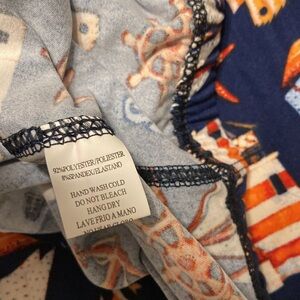 92%POLYESTER/POLIESTER
8%SPANDEX/ELASTANO
HAND WASH COLD
DO NOT BLEACH
HANG DRY
LAVE FRIO A MANO